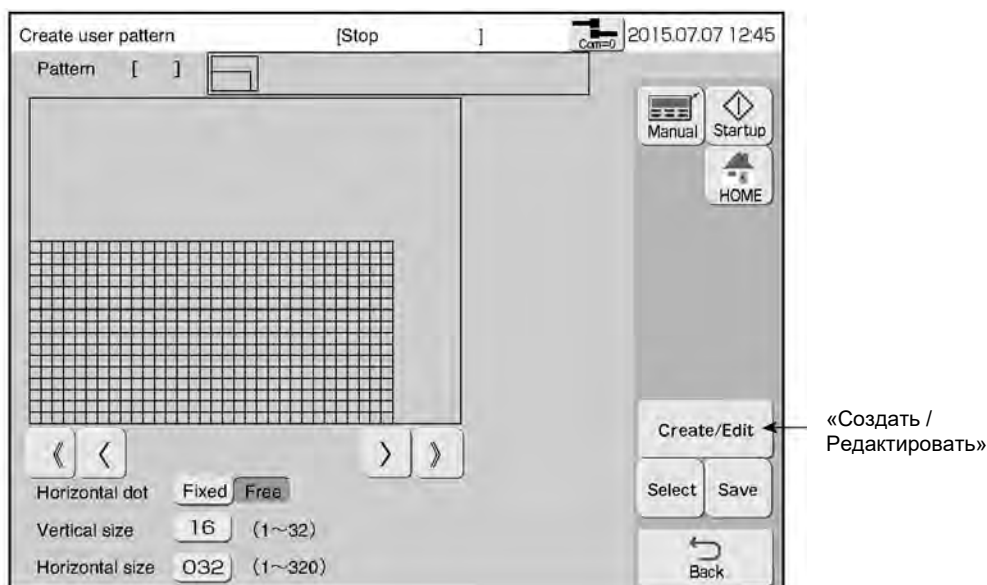 Create user pattern [Stop ] Com=0 2015.07.07 12:45
Pattern [ ]
Manual Startup
HOME
Create/Edit
«Создать /
Редактировать»
《 〈 〉 》
Horizontal dot Fixed Free
Select Save
Vertical size 16 (1~32)
Horizontal size 032 (1~320)
Back